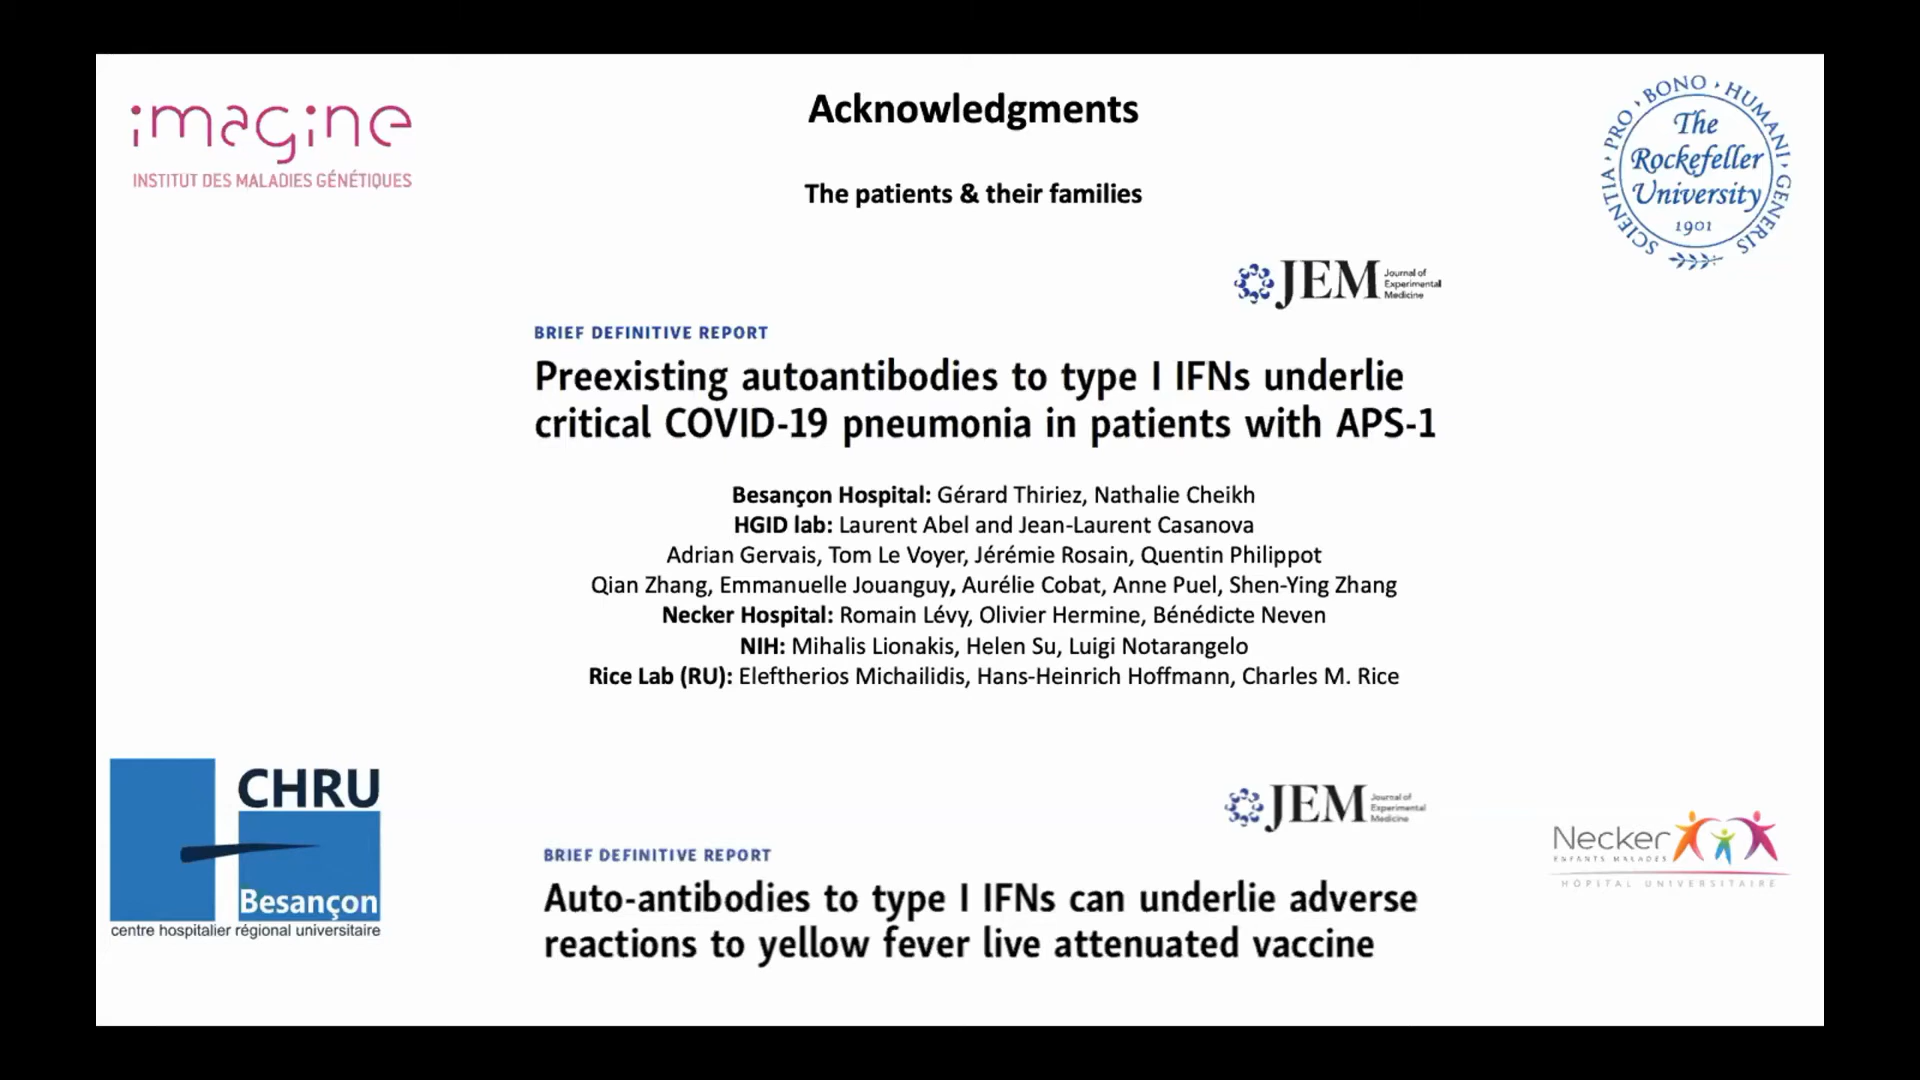 imagine
INSTITUT DES MALADIES GÉNÉTIQUES
Acknowledgments
The patients & their families
SCIENTIA • PRO • BONO • HUMANI • GENERIS
The
Rockefeller
University
1901
JEM Journal of
Experimental
Medicine
BRIEF DEFINITIVE REPORT
Preexisting autoantibodies to type I IFNs underlie
critical COVID-19 pneumonia in patients with APS-1
Besançon Hospital: Gérard Thiriez, Nathalie Cheikh
HGID lab: Laurent Abel and Jean-Laurent Casanova
Adrian Gervais, Tom Le Voyer, Jérémie Rosain, Quentin Philippot
Qian Zhang, Emmanuelle Jouanguy, Aurélie Cobat, Anne Puel, Shen-Ying Zhang
Necker Hospital: Romain Lévy, Olivier Hermine, Bénédicte Neven
NIH: Mihalis Lionakis, Helen Su, Luigi Notarangelo
Rice Lab (RU): Eleftherios Michailidis, Hans-Heinrich Hoffmann, Charles M. Rice
CHRU
Besançon
centre hospitalier régional universitaire
JEM Journal of
Experimental
Medicine
BRIEF DEFINITIVE REPORT
Auto-antibodies to type I IFNs can underlie adverse
reactions to yellow fever live attenuated vaccine
Necker
ENFANTS MALADES
HÔPITAL UNIVERSITAIRE